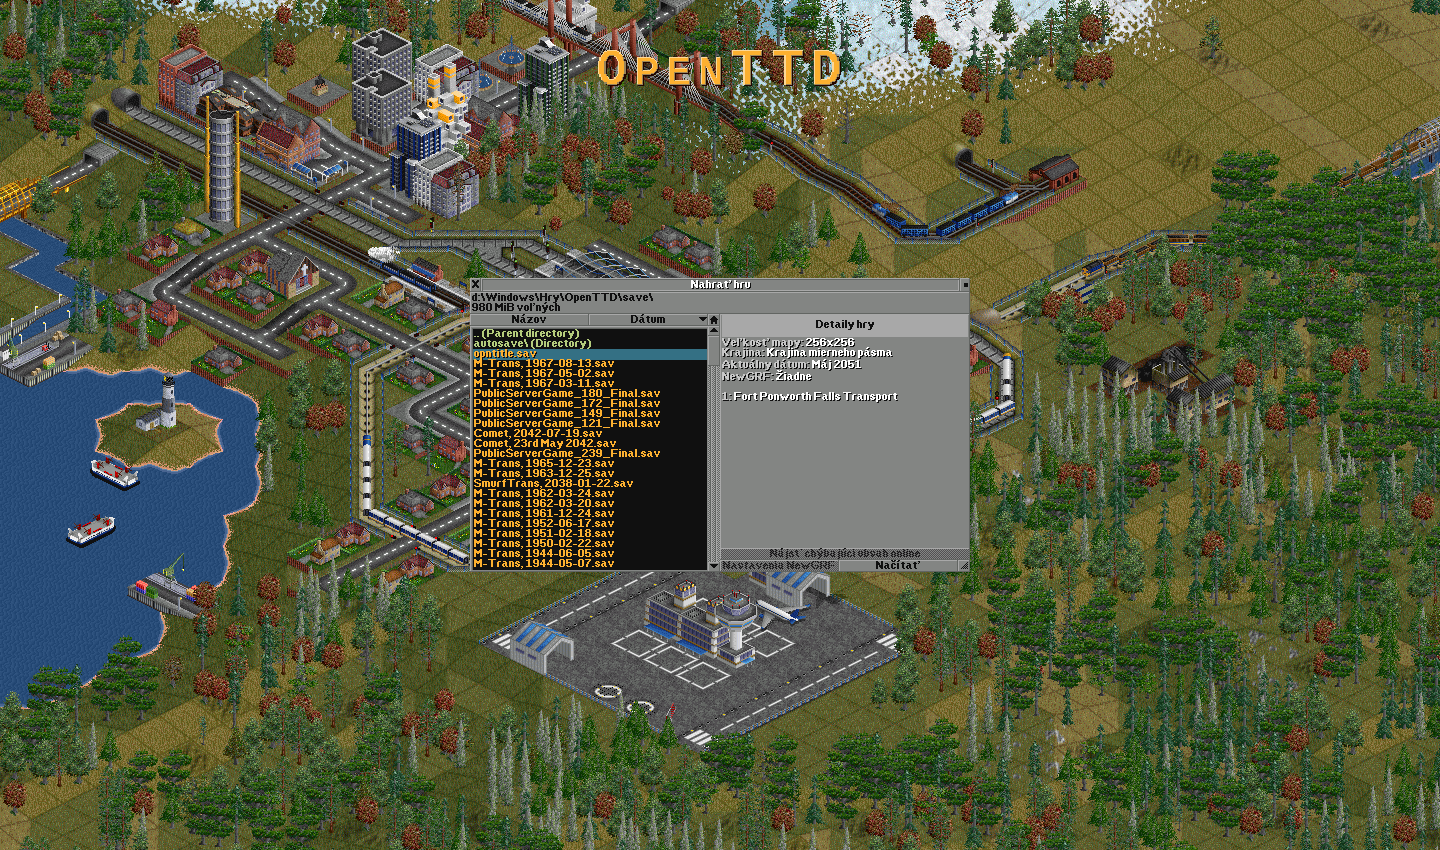 OPENTTD
Nahrať hru
d:\Windows\Hry\OpenTTD\save\
980 MiB voľných
Názov
Dátum
.. (Parent directory)
autosave\ (Directory)
opntitle.sav
M-Trans, 1967-08-13.sav
M-Trans, 1967-05-02.sav
M-Trans, 1967-03-11.sav
PublicServerGame_180_Final.sav
PublicServerGame_172_Final.sav
PublicServerGame_149_Final.sav
PublicServerGame_121_Final.sav
Comet, 2042-07-19.sav
Comet, 23rd May 2042.sav
PublicServerGame_239_Final.sav
M-Trans, 1965-12-23.sav
M-Trans, 1963-12-25.sav
SmurfTrans, 2038-01-22.sav
M-Trans, 1962-03-24.sav
M-Trans, 1962-03-20.sav
M-Trans, 1961-12-24.sav
M-Trans, 1952-06-17.sav
M-Trans, 1951-02-18.sav
M-Trans, 1950-02-22.sav
M-Trans, 1944-06-05.sav
M-Trans, 1944-05-07.sav
Detaily hry
Veľkosť mapy: 256x256
Krajina: Krajina mierneho pásma
Aktuálny dátum: Máj 2051
NewGRF: Žiadne
1: Fort Ponworth Falls Transport
Nájsť chýbajúci obsah online
Nastavenia NewGRF
Načítať